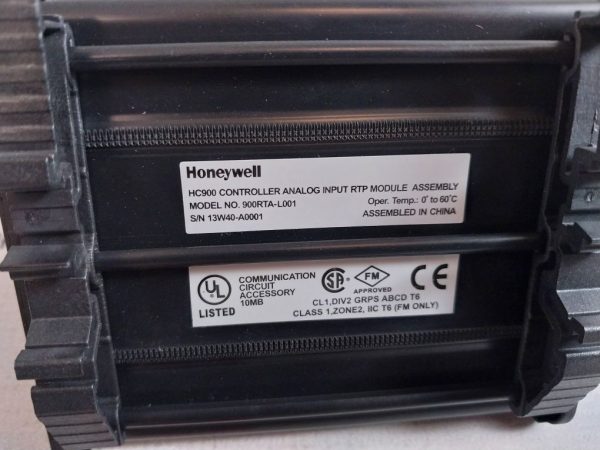 Honeywell
HC900 CONTROLLER ANALOG INPUT RTP MODULE ASSEMBLY
MODEL NO. 900RTA-L001 Oper. Temp.: 0° to 60°C
S/N 13W40-A0001 ASSEMBLED IN CHINA
UL
LISTED
COMMUNICATION
CIRCUIT
ACCESSORY
10MB
SA
FM
APPROVED
CE
CL1,DIV2 GRPS ABCD T6
CLASS 1,ZONE2, IIC T6 (FM ONLY)